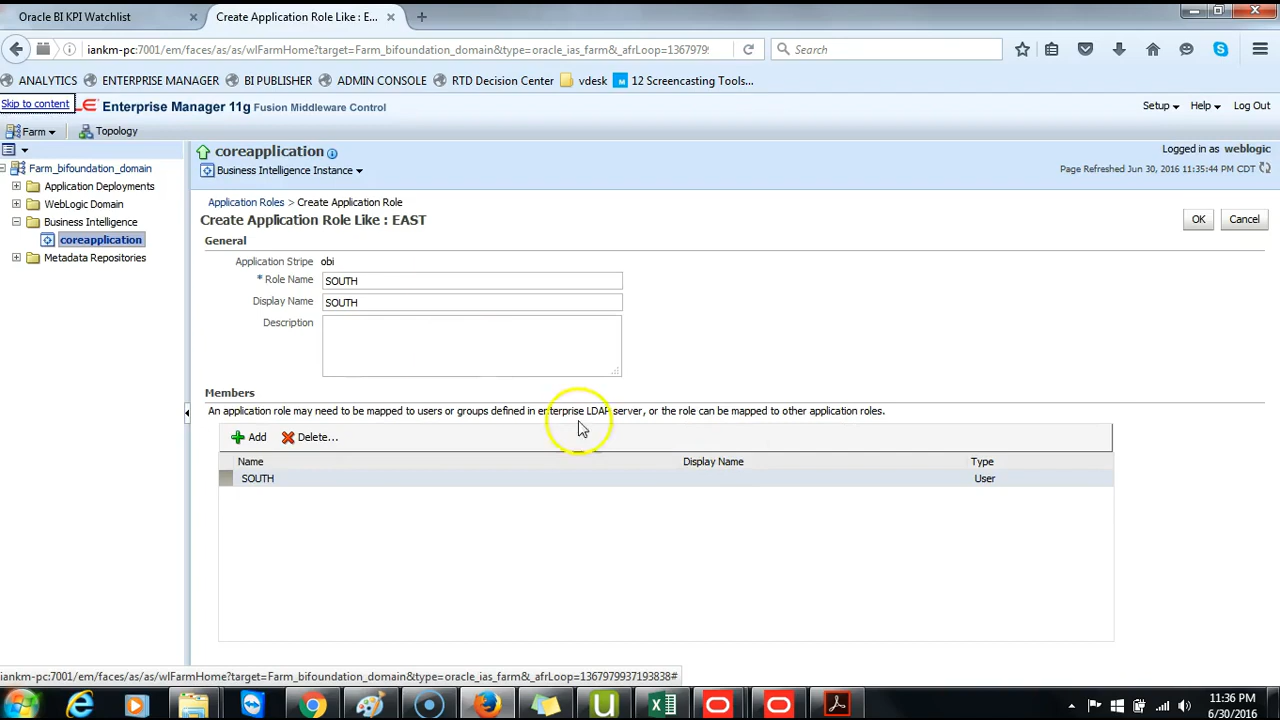 Oracle BI KPI Watchlist
Create Application Role Like : E...
iankm-pc:7001/em/faces/as/as/wlFarmHome?target=Farm_bifoundation_domain&type=oracle_ias_farm&_afrLoop=1367979
Search
ANALYTICS ENTERPRISE MANAGER BI PUBLISHER ADMIN CONSOLE RTD Decision Center vdesk 12 Screencasting Tools...
Skip to content Enterprise Manager 11g Fusion Middleware Control
Setup Help Log Out
Farm Topology
coreapplication
Logged in as weblogic
Business Intelligence Instance
Page Refreshed Jun 30, 2016 11:35:44 PM CDT
Farm_bifoundation_domain
Application Deployments
WebLogic Domain
Business Intelligence
coreapplication
Metadata Repositories
Application Roles > Create Application Role
Create Application Role Like : EAST
OK Cancel
General
Application Stripe obi
* Role Name SOUTH
Display Name SOUTH
Description
Members
An application role may need to be mapped to users or groups defined in enterprise LDAP server, or the role can be mapped to other application roles.
Add Delete...
Name Display Name Type
SOUTH User
iankm-pc:7001/em/faces/as/as/wlFarmHome?target=Farm_bifoundation_domain&type=oracle_ias_farm&_afrLoop=1367979937193838#
11:36 PM
6/30/2016